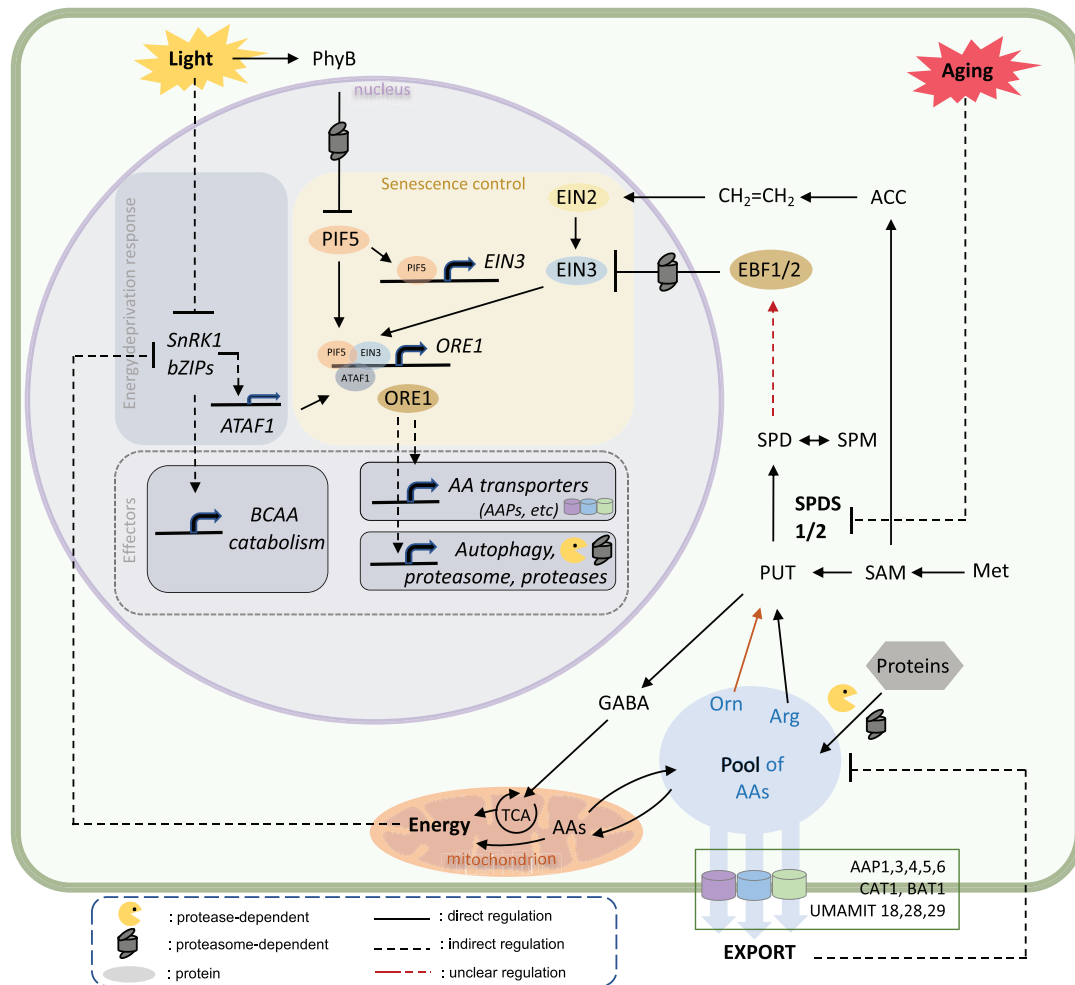 Light
PhyB
Aging
nucleus
Senescence control
Energy deprivation response
EIN2
CH2=CH2
ACC
PIF5
PIF5
EIN3
EIN3
EBF1/2
SnRK1
bZIPs
PIF5
EIN3
ORE1
ATAF1
ORE1
ATAF1
SPD
SPM
Effectors
AA transporters
(AAPs, etc)
BCAA
catabolism
Autophagy,
proteasome, proteases
SPDS
1/2
PUT
SAM
Met
Proteins
GABA
Orn
Arg
Pool of
AAs
Energy
TCA
AAs
mitochondrion
AAP1,3,4,5,6
CAT1, BAT1
UMAMIT 18,28,29
EXPORT
: protease-dependent
: direct regulation
: proteasome-dependent
: indirect regulation
: protein
: unclear regulation